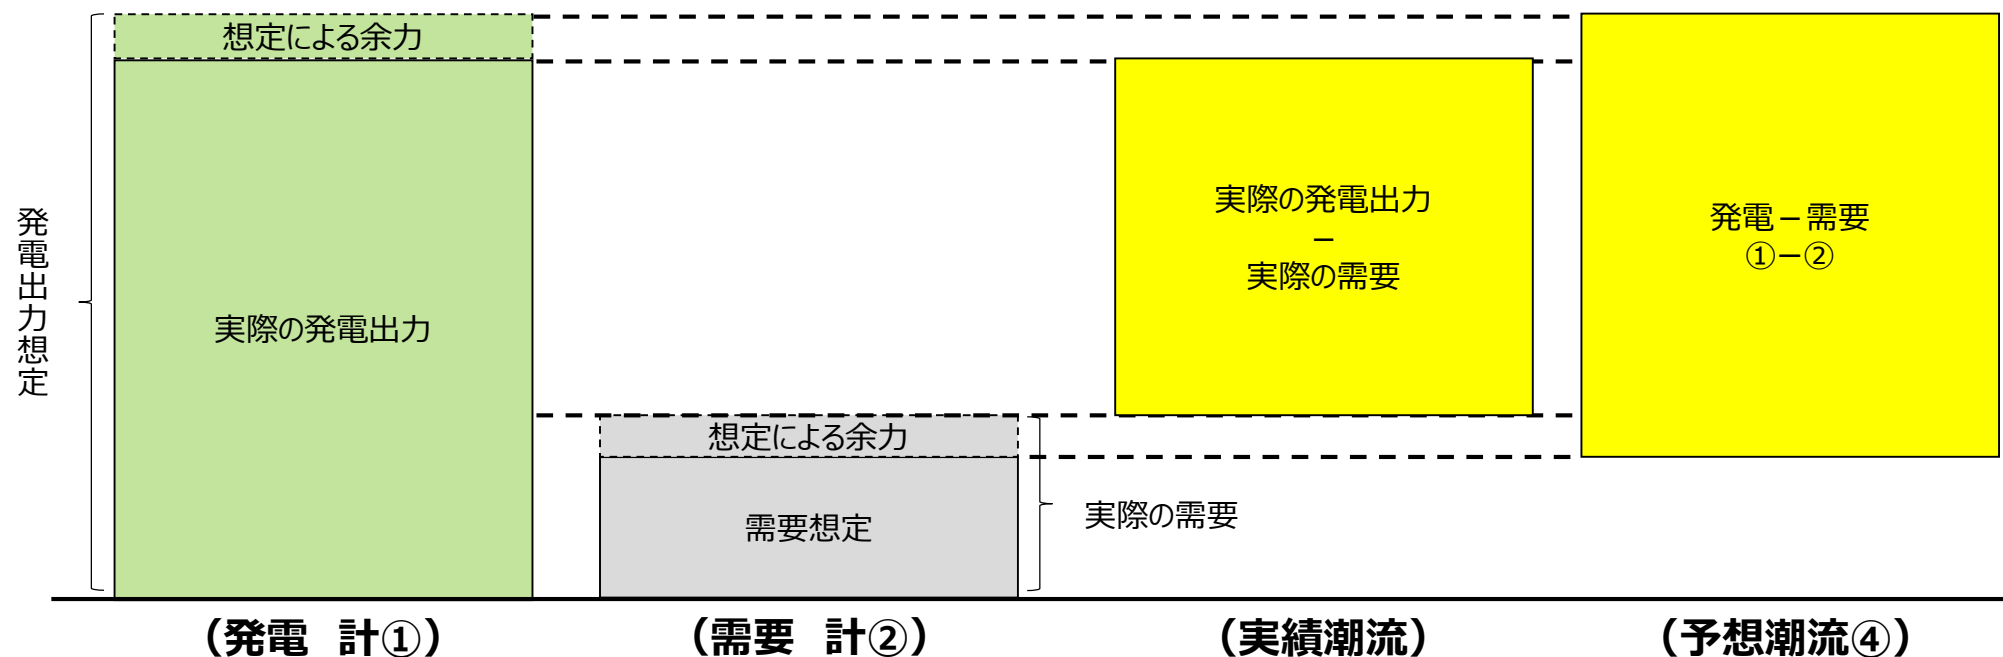 発電出力想定
想定による余力
実際の発電出力
想定による余力
需要想定
実際の需要
実際の発電出力
－
実際の需要
発電－需要
①－②
（発電　計①）
（需要　計②）
（実績潮流）
（予想潮流④）